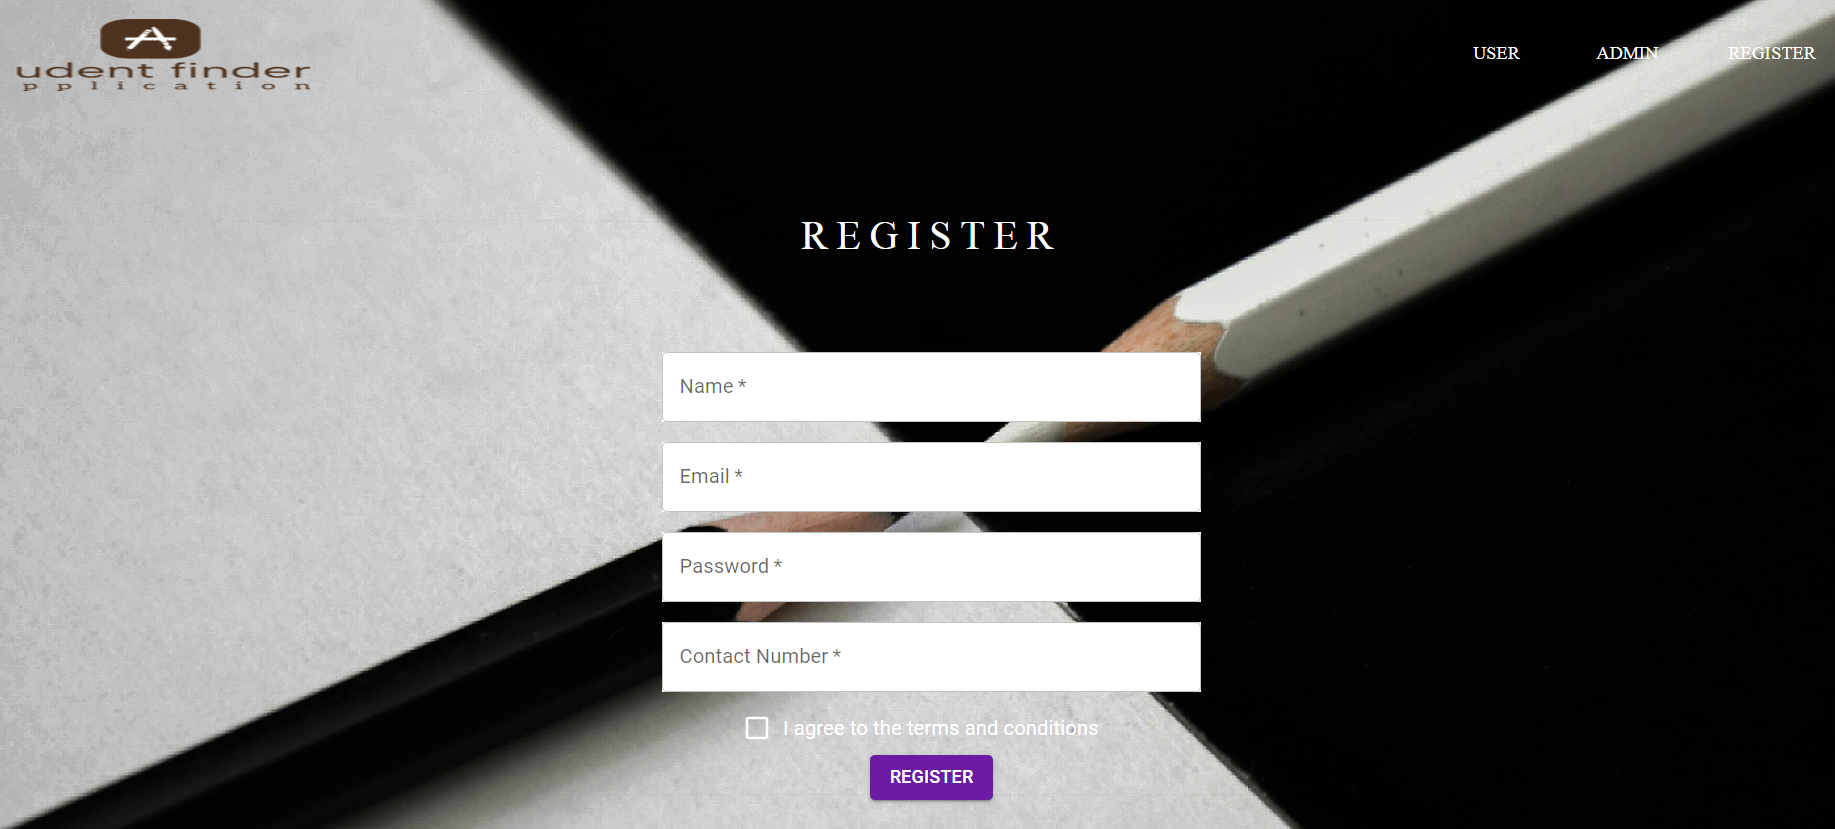 A
udent finder
pplication
USER
ADMIN
REGISTER
REGISTER
Name *
Email *
Password *
Contact Number *
I agree to the terms and conditions
REGISTER